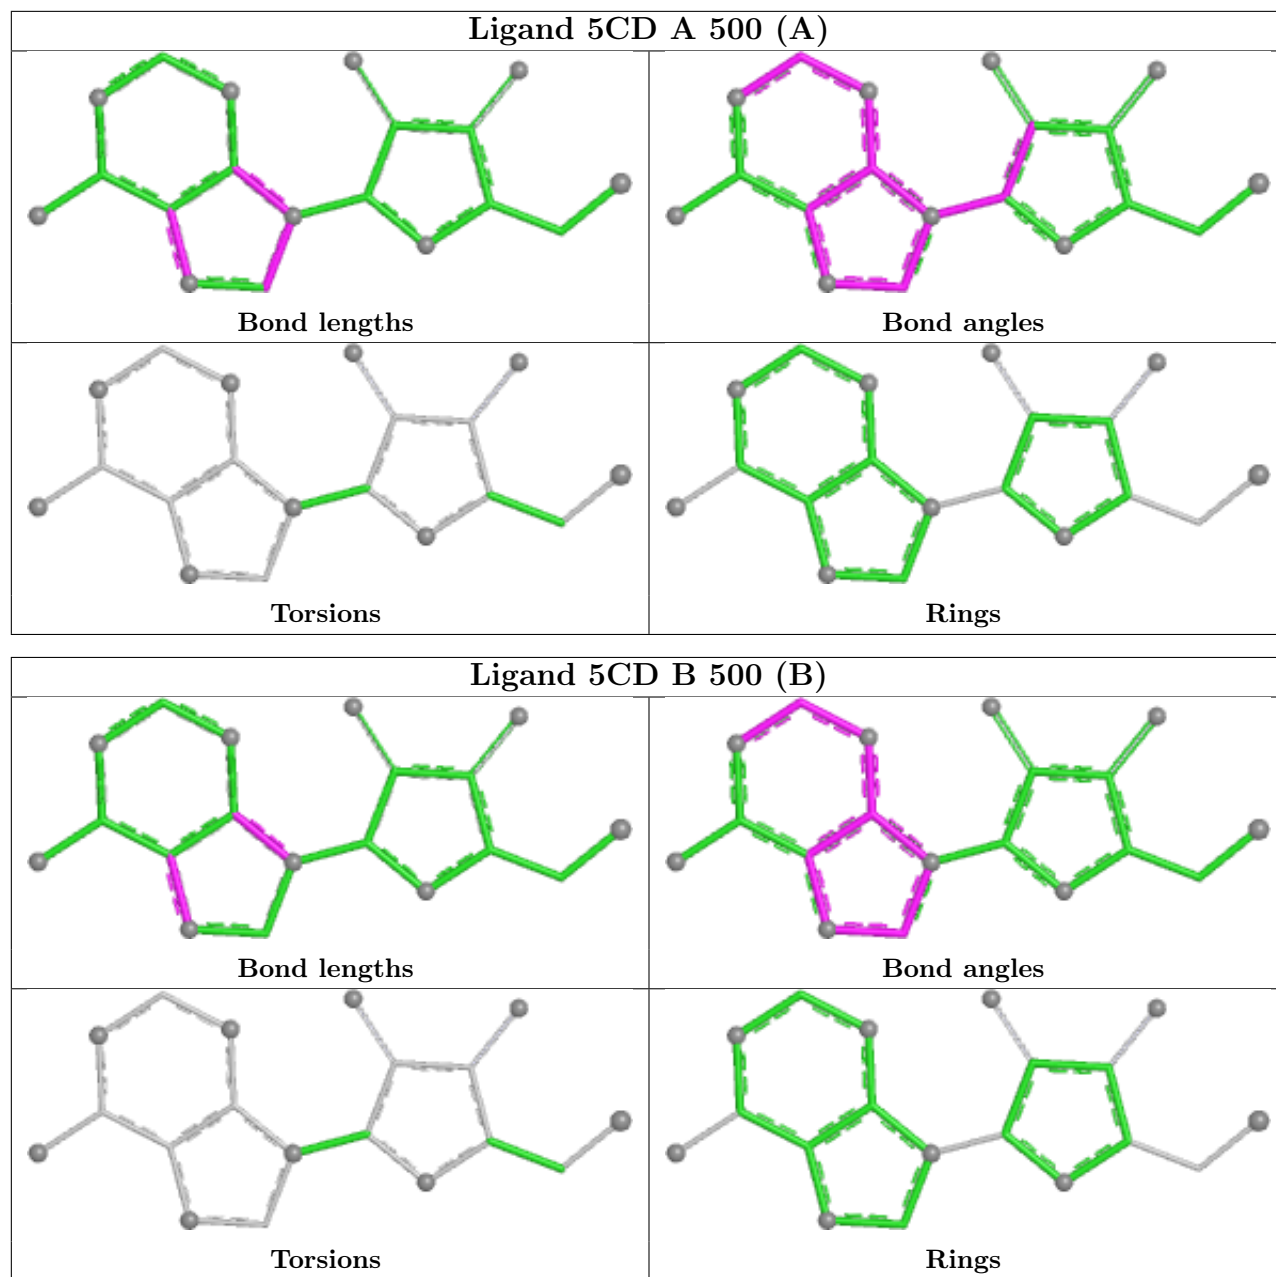 Ligand 5CD A 500 (A)
Bond lengths
Bond angles
Torsions
Rings
Ligand 5CD B 500 (B)
Bond lengths
Bond angles
Torsions
Rings